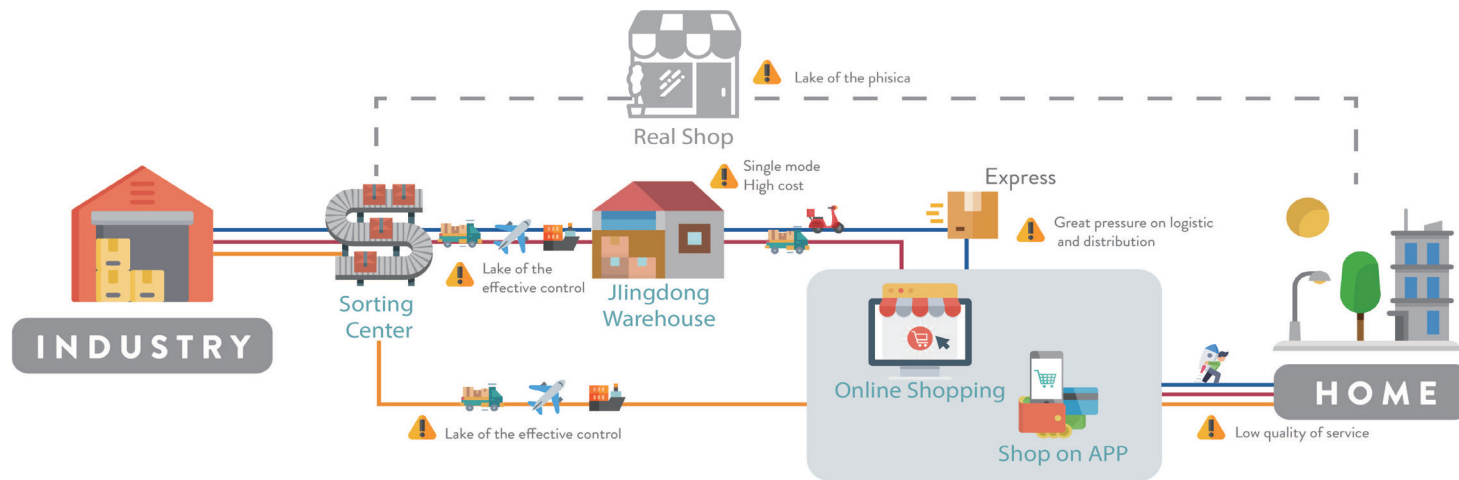 Lake of the phisica
Real Shop
Single mode
High cost
Express
Great pressure on logistic
and distribution
Lake of the
effective control
Sorting
Center
JIingdong
Warehouse
INDUSTRY
Online Shopping
HOME
Lake of the effective control
Shop on APP
Low quality of service